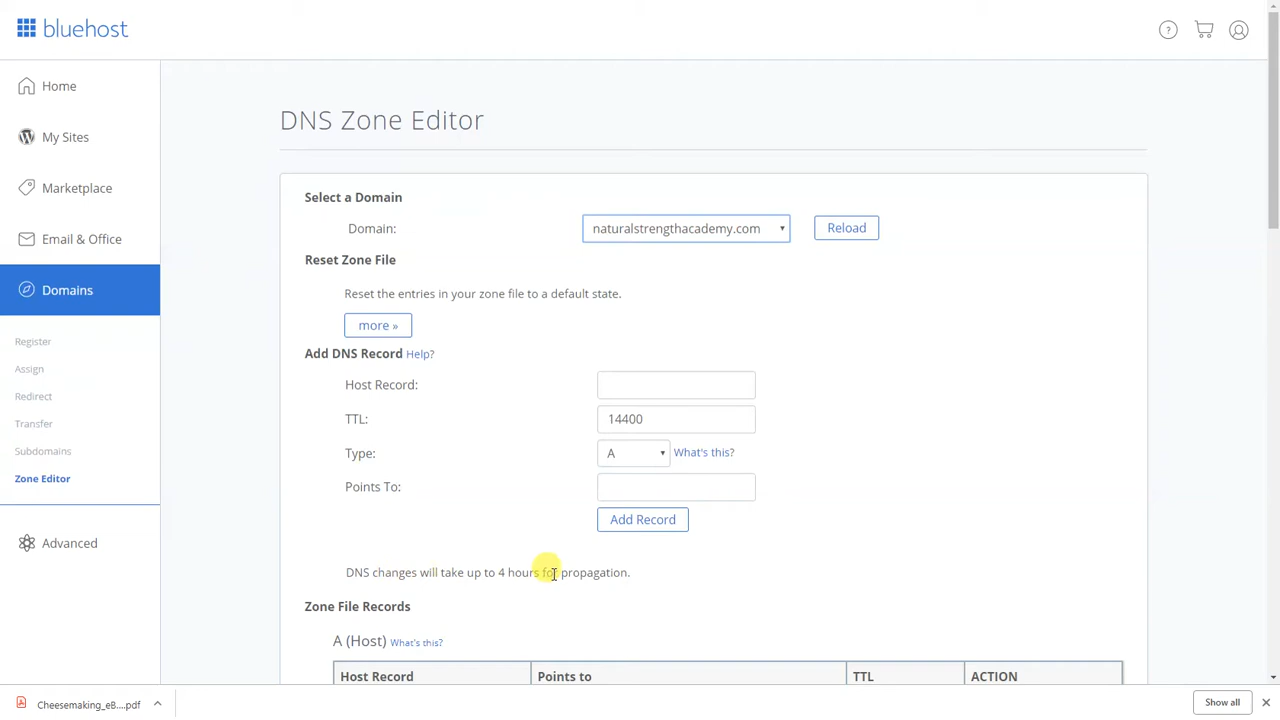 bluehost
Home
My Sites
Marketplace
Email & Office
Domains
Register
Assign
Redirect
Transfer
Subdomains
Zone Editor
Advanced
DNS Zone Editor
Select a Domain
Domain: naturalstrengthacademy.com Reload
Reset Zone File
Reset the entries in your zone file to a default state.
more »
Add DNS Record Help?
Host Record:
TTL: 14400
Type: A What's this?
Points To:
Add Record
DNS changes will take up to 4 hours for propagation.
Zone File Records
A (Host) What's this?
Host Record Points to TTL ACTION
Cheesemaking_eB....pdf Show all